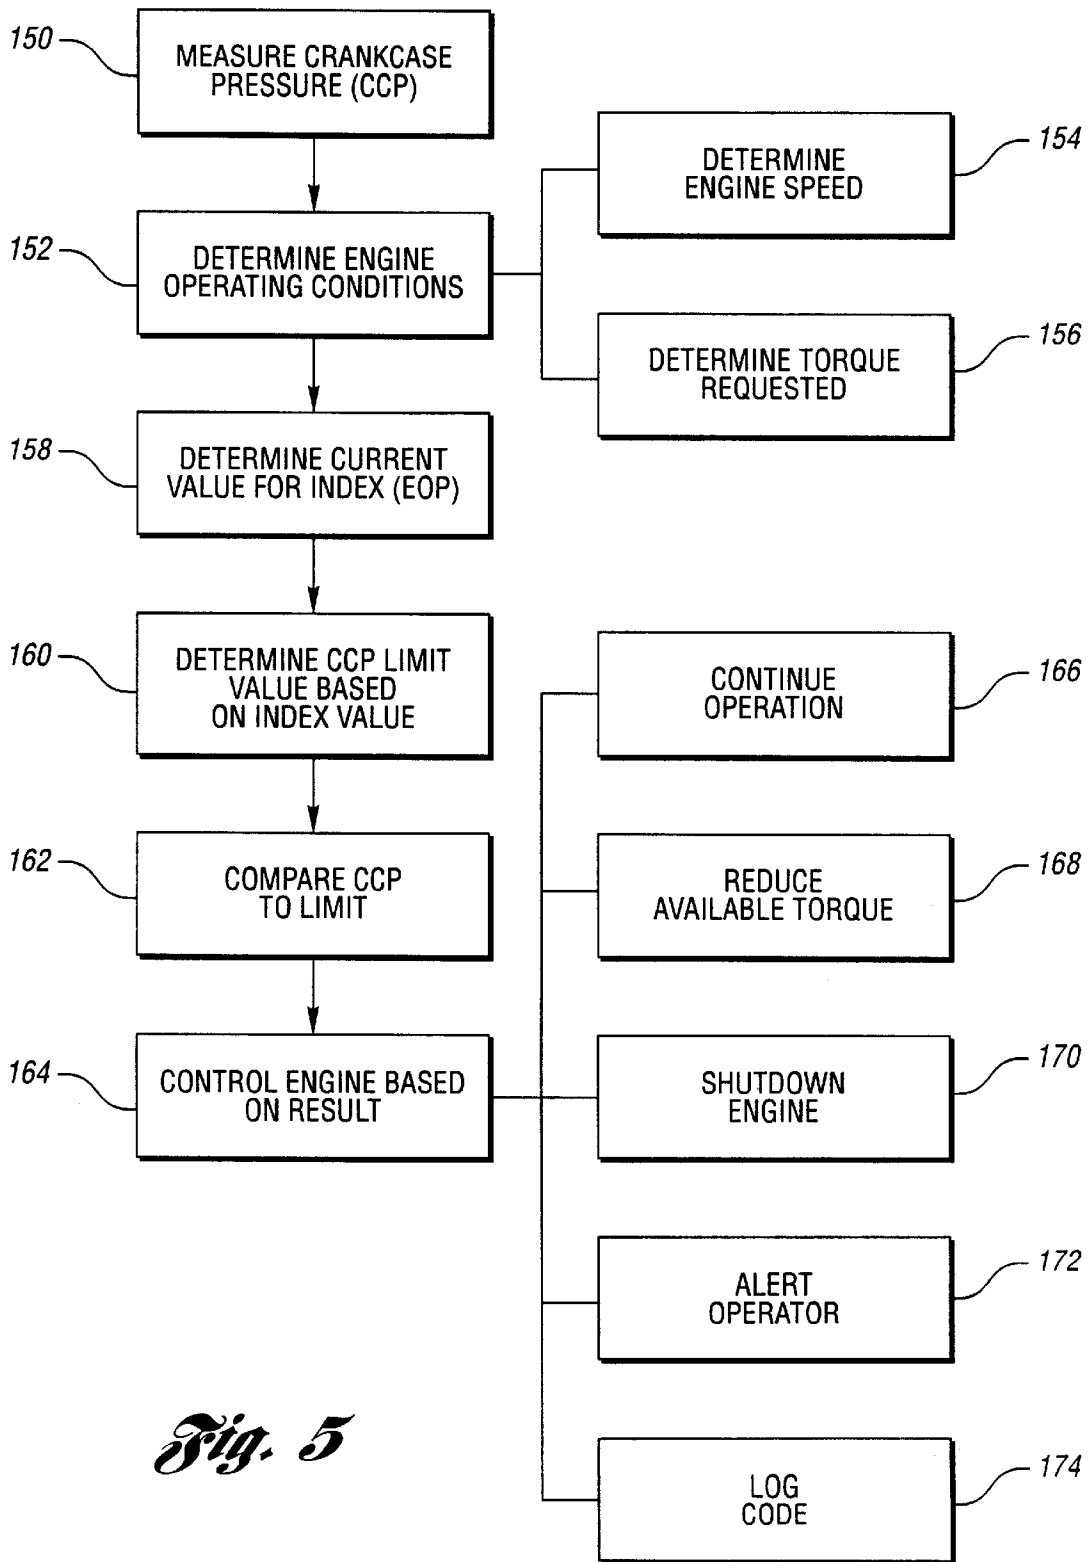 150
MEASURE CRANKCASE
PRESSURE (CCP)
152
DETERMINE ENGINE
OPERATING CONDITIONS
154
DETERMINE
ENGINE SPEED
156
DETERMINE TORQUE
REQUESTED
158
DETERMINE CURRENT
VALUE FOR INDEX (EOP)
160
DETERMINE CCP LIMIT
VALUE BASED
ON INDEX VALUE
162
COMPARE CCP
TO LIMIT
164
CONTROL ENGINE BASED
ON RESULT
166
CONTINUE
OPERATION
168
REDUCE
AVAILABLE TORQUE
170
SHUTDOWN
ENGINE
172
ALERT
OPERATOR
174
LOG
CODE
Fig. 5